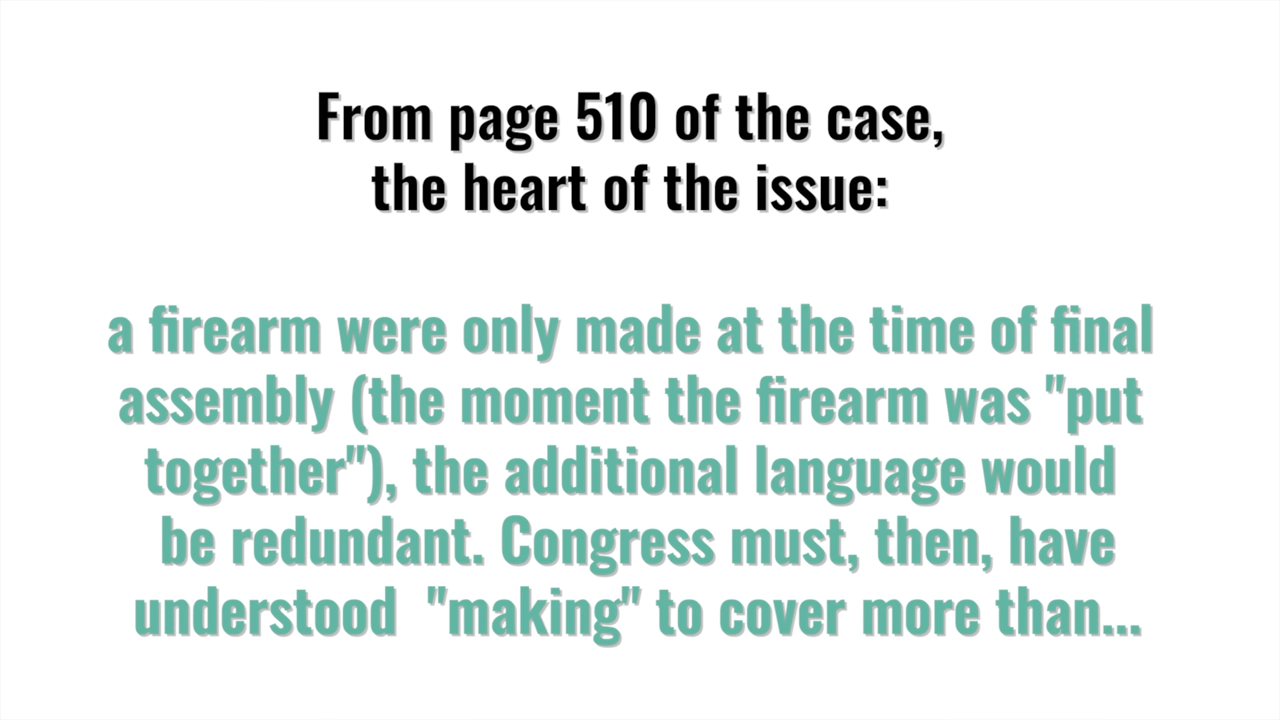 From page 510 of the case,
the heart of the issue:
a firearm were only made at the time of final
assembly (the moment the firearm was "put
together"), the additional language would
be redundant. Congress must, then, have
understood  "making" to cover more than...